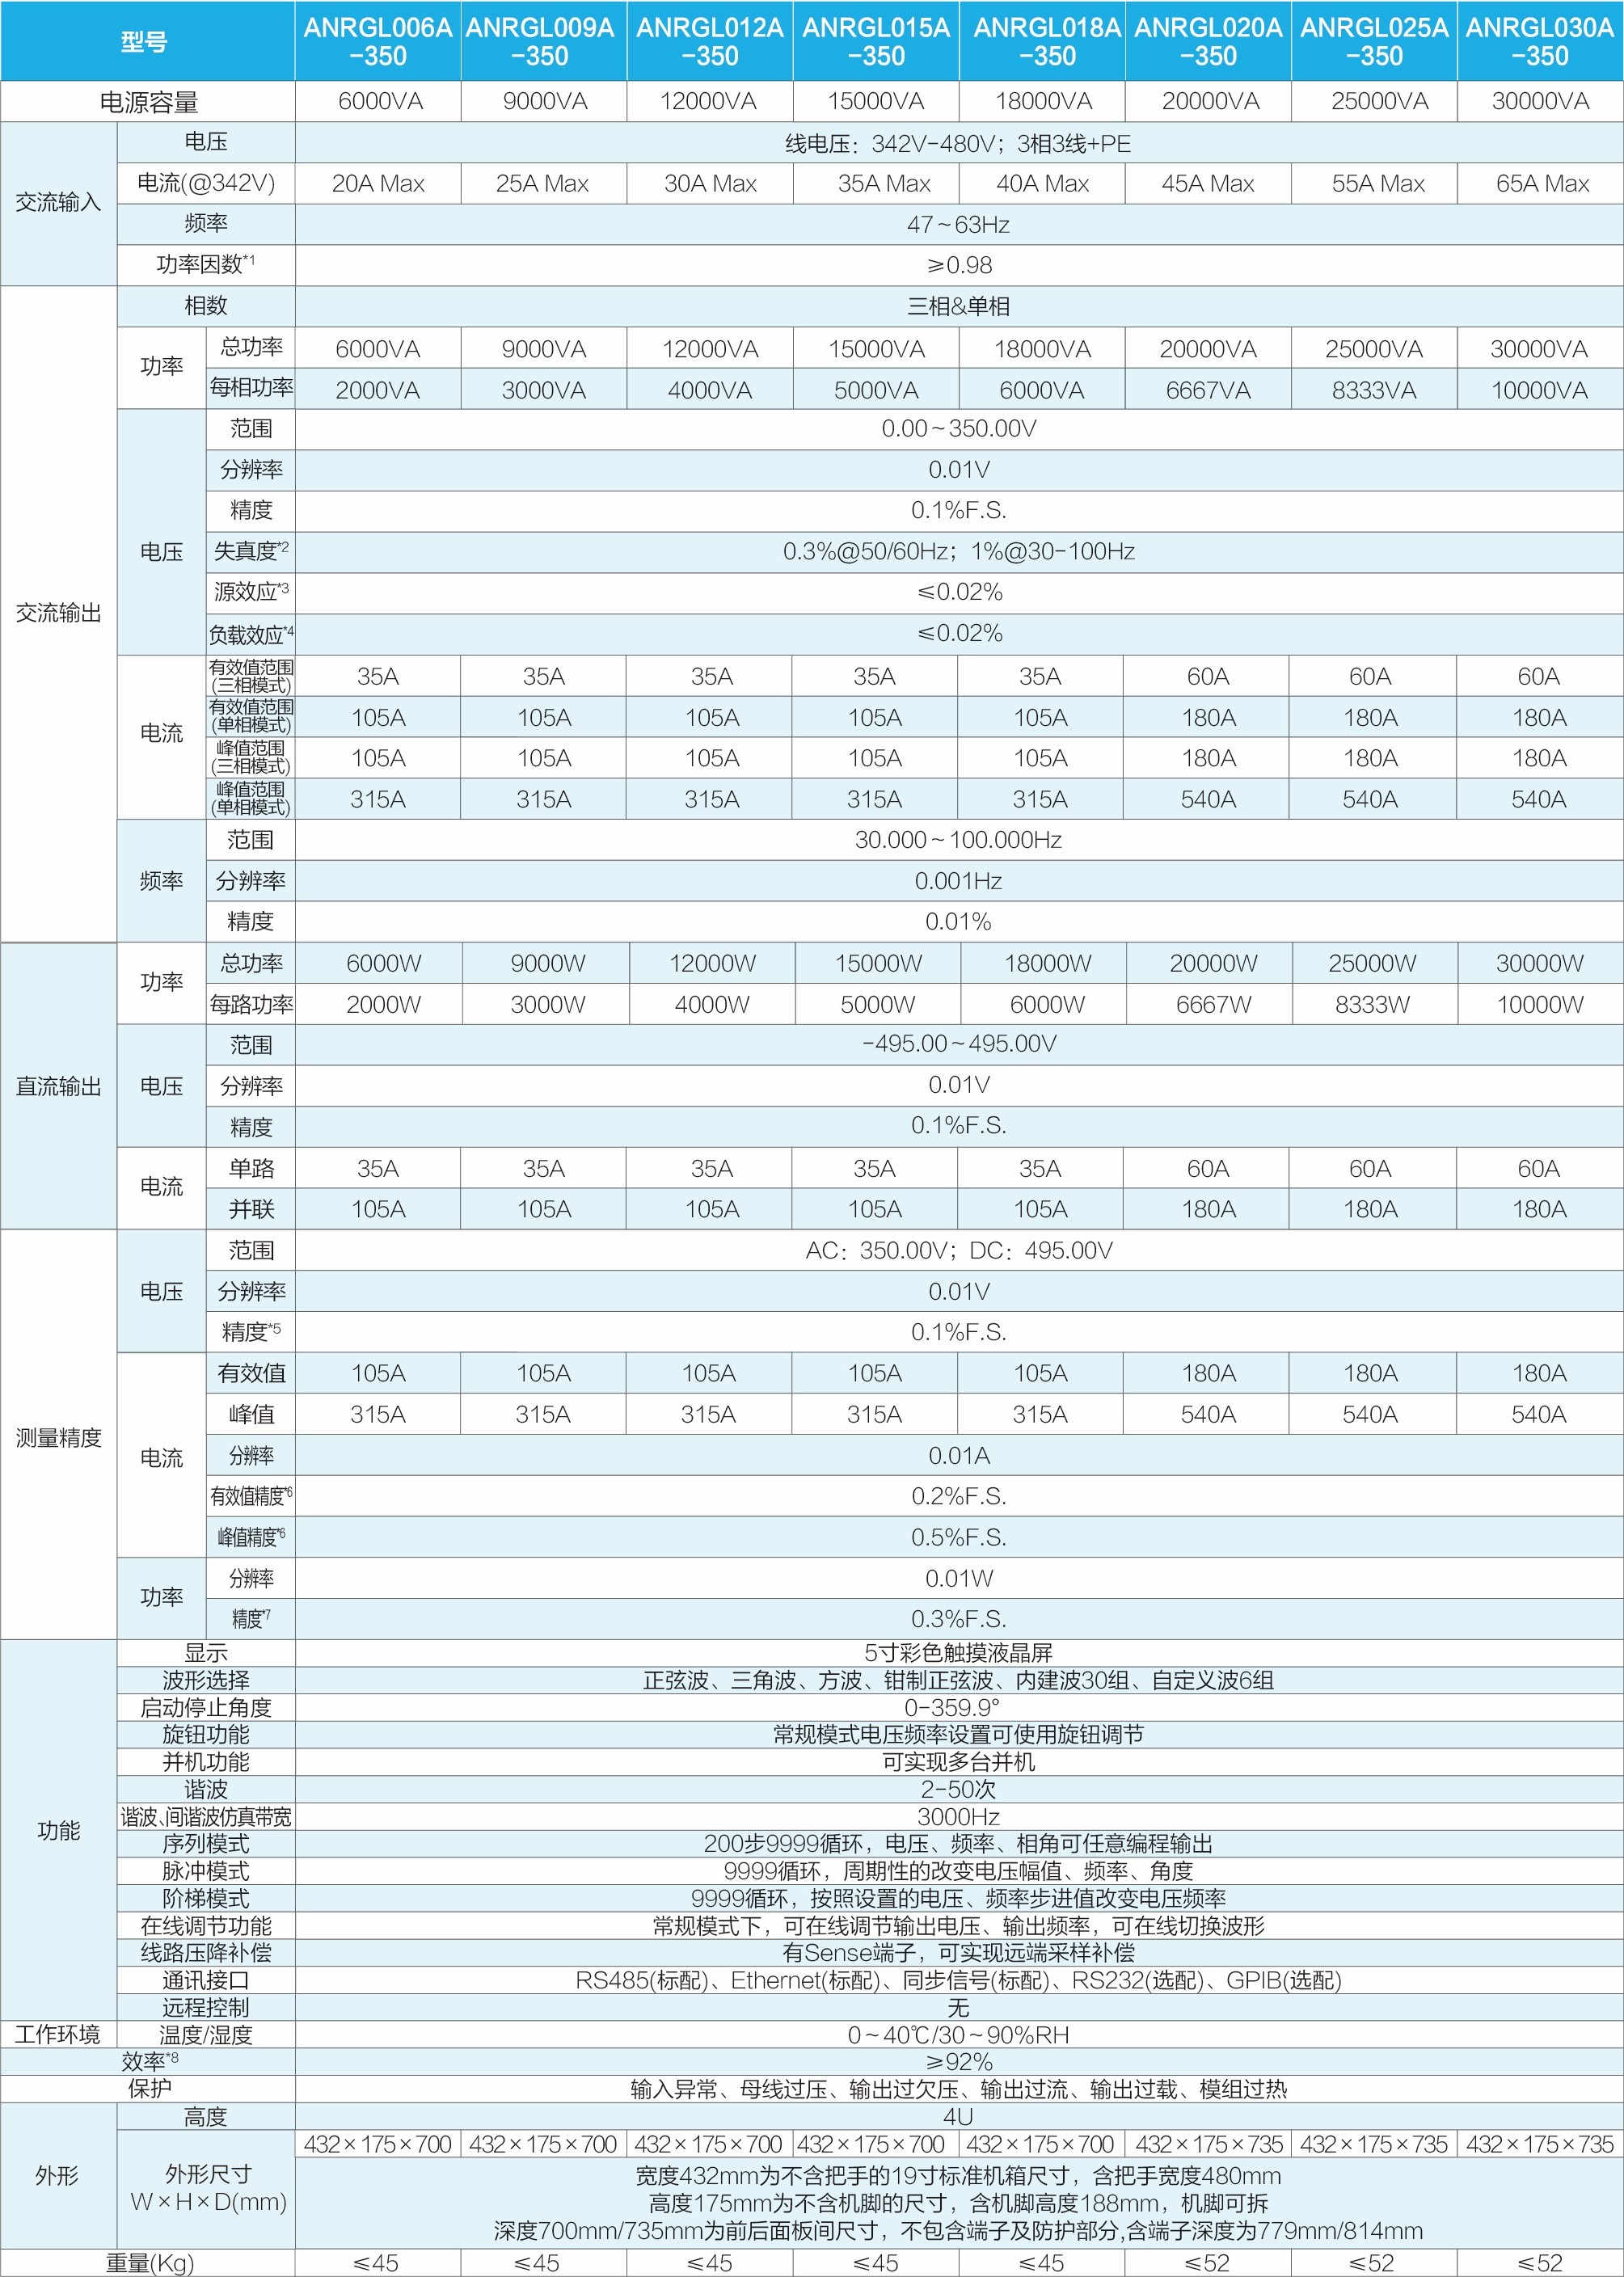 型号 ANRGL006A-350 ANRGL009A-350 ANRGL012A-350 ANRGL015A-350 ANRGL018A-350 ANRGL020A-350 ANRGL025A-350 ANRGL030A-350
电源容量 6000VA 9000VA 12000VA 15000VA 18000VA 20000VA 25000VA 30000VA
交流输入 电压 线电压：342V-480V；3相3线+PE
电流(@342V) 20A Max 25A Max 30A Max 35A Max 40A Max 45A Max 55A Max 65A Max
频率 47~63Hz
功率因数*1 ≥0.98
交流输出 相数 三相&单相
功率 总功率 6000VA 9000VA 12000VA 15000VA 18000VA 20000VA 25000VA 30000VA
每相功率 2000VA 3000VA 4000VA 5000VA 6000VA 6667VA 8333VA 10000VA
电压 范围 0.00~350.00V
分辨率 0.01V
精度 0.1%F.S.
失真度*2 0.3%@50/60Hz；1%@30-100Hz
源效应*3 ≤0.02%
负载效应*4 ≤0.02%
电流 有效值范围(三相模式) 35A 35A 35A 35A 35A 60A 60A 60A
有效值范围(单相模式) 105A 105A 105A 105A 105A 180A 180A 180A
峰值范围(三相模式) 105A 105A 105A 105A 105A 180A 180A 180A
峰值范围(单相模式) 315A 315A 315A 315A 315A 540A 540A 540A
频率 范围 30.000~100.000Hz
分辨率 0.001Hz
精度 0.01%
直流输出 功率 总功率 6000W 9000W 12000W 15000W 18000W 20000W 25000W 30000W
每路功率 2000W 3000W 4000W 5000W 6000W 6667W 8333W 10000W
电压 范围 -495.00~495.00V
分辨率 0.01V
精度 0.1%F.S.
电流 单路 35A 35A 35A 35A 35A 60A 60A 60A
并联 105A 105A 105A 105A 105A 180A 180A 180A
测量精度 电压 范围 AC：350.00V；DC：495.00V
分辨率 0.01V
精度*5 0.1%F.S.
电流 有效值 105A 105A 105A 105A 105A 180A 180A 180A
峰值 315A 315A 315A 315A 315A 540A 540A 540A
分辨率 0.01A
有效值精度*6 0.2%F.S.
峰值精度*6 0.5%F.S.
功率 分辨率 0.01W
精度*7 0.3%F.S.
功能 显示 5寸彩色触摸液晶屏
波形选择 正弦波、三角波、方波、钳制正弦波、内建波30组、自定义波6组
启动停止角度 0-359.9°
旋钮功能 常规模式电压频率设置可使用旋钮调节
并机功能 可实现多台并机
谐波 2-50次
谐波、间谐波仿真带宽 3000Hz
序列模式 200步9999循环，电压、频率、相角可任意编程输出
脉冲模式 9999循环，周期性的改变电压幅值、频率、角度
阶梯模式 9999循环，按照设置的电压、频率步进值改变电压频率
在线调节功能 常规模式下，可在线调节输出电压、输出频率，可在线切换波形
线路压降补偿 有Sense端子，可实现远端采样补偿
通讯接口 RS485(标配)、Ethernet(标配)、同步信号(标配)、RS232(选配)、GPIB(选配)
远程控制 无
工作环境 温度/湿度 0~40℃/30~90%RH
效率*8 ≥92%
保护 输入异常、母线过压、输出过欠压、输出过流、输出过载、模组过热
外形 高度 4U
外形尺寸 W×H×D(mm) 432×175×700 432×175×700 432×175×700 432×175×700 432×175×700 432×175×735 432×175×735 432×175×735
宽度432mm为不含把手的19寸标准机箱尺寸，含把手宽度480mm
高度175mm为不含机脚的尺寸，含机脚高度188mm，机脚可拆
深度700mm/735mm为前后面板间尺寸，不包含端子及防护部分,含端子深度为779mm/814mm
重量(Kg) ≤45 ≤45 ≤45 ≤45 ≤45 ≤52 ≤52 ≤52